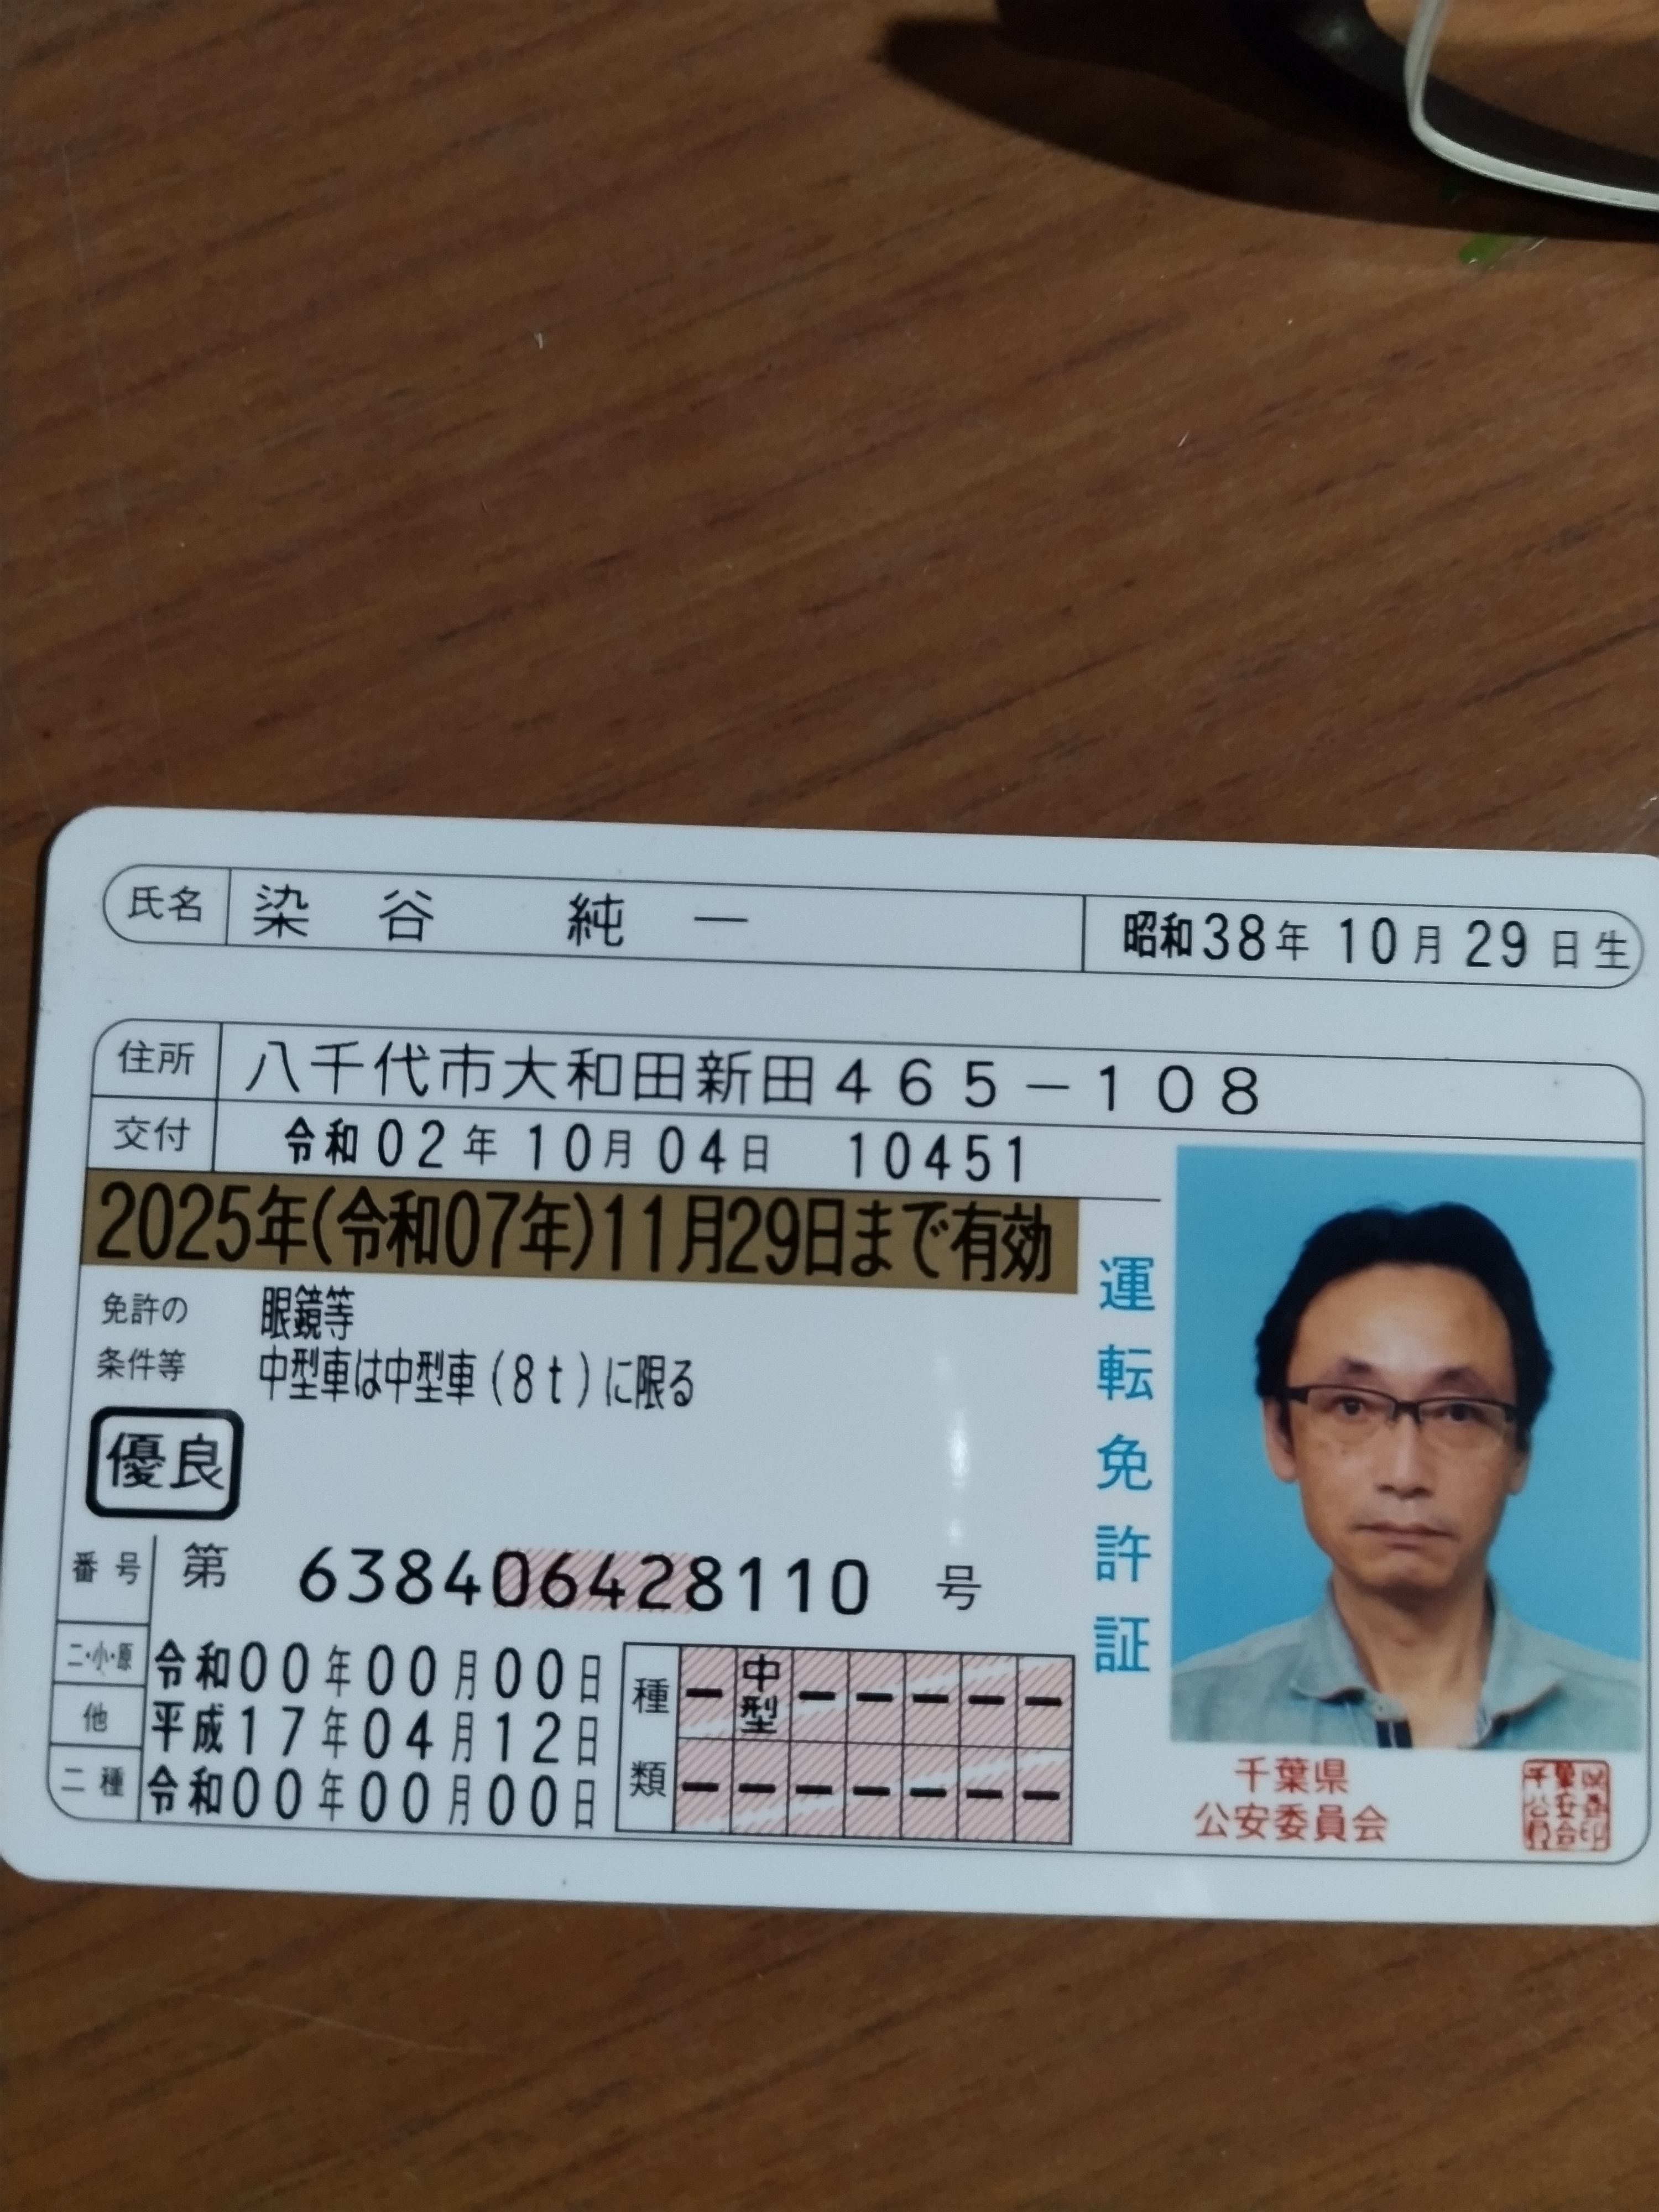 氏名 染谷 純一 昭和38年10月29日生
住所 八千代市大和田新田465-108
交付 令和02年10月04日 10451
2025年(令和07年)11月29日まで有効
免許の 眼鏡等
条件等 中型車は中型車(8t)に限る
優良
番号 第 638406428110 号
二・小・原 令和00年00月00日
他 平成17年04月12日
二種 令和00年00月00日
種類 ー 中型 ー ー ー ー ー
ー ー ー ー ー ー ー
運転免許証
千葉県
公安委員会